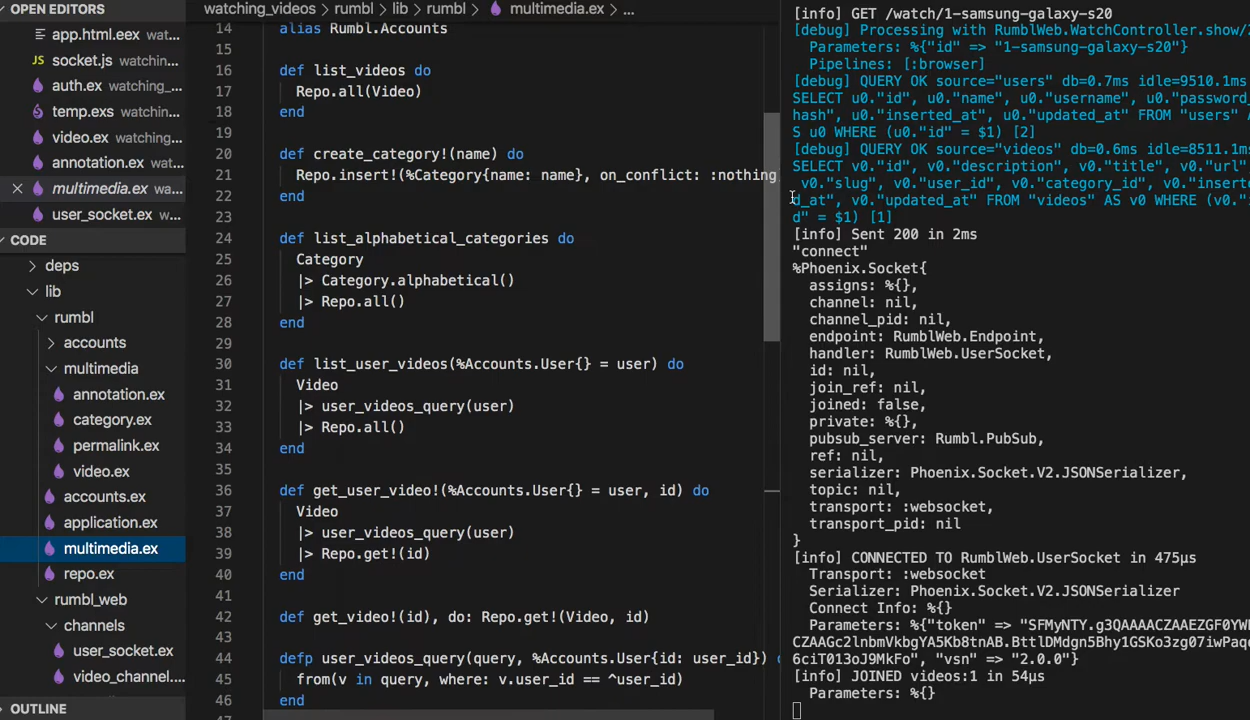 OPEN EDITORS
app.html.eex wat...
JS socket.js watchin...
auth.ex watching_...
temp.exs watching...
video.ex watching...
annotation.ex wat...
multimedia.ex wa...
user_socket.ex wat...
CODE
deps
lib
rumbl
accounts
multimedia
annotation.ex
category.ex
permalink.ex
video.ex
accounts.ex
application.ex
multimedia.ex
repo.ex
rumbl_web
channels
user_socket.ex
video_channel....
OUTLINE
watching_videos > rumbl > lib > rumbl > multimedia.ex > ...
14 alias Rumbl.Accounts
15
16 def list_videos do
17 Repo.all(Video)
18 end
19
20 def create_category!(name) do
21 Repo.insert!(%Category{name: name}, on_conflict: :nothing
22 end
23
24 def list_alphabetical_categories do
25 Category
26 |> Category.alphabetical()
27 |> Repo.all()
28 end
29
30 def list_user_videos(%Accounts.User{} = user) do
31 Video
32 |> user_videos_query(user)
33 |> Repo.all()
34 end
35
36 def get_user_video!(%Accounts.User{} = user, id) do
37 Video
38 |> user_videos_query(user)
39 |> Repo.get!(id)
40 end
41
42 def get_video!(id), do: Repo.get!(Video, id)
43
44 defp user_videos_query(query, %Accounts.User{id: user_id})
45 from(v in query, where: v.user_id == ^user_id)
46 end
[info] GET /watch/1-samsung-galaxy-s20
[debug] Processing with RumblWeb.WatchController.show/
Parameters: %{"id" => "1-samsung-galaxy-s20"}
Pipelines: [:browser]
[debug] QUERY OK source="users" db=0.7ms idle=9510.1ms
SELECT u0."id", u0."name", u0."username", u0."password_
hash", u0."inserted_at", u0."updated_at" FROM "users" A
S u0 WHERE (u0."id" = $1) [2]
[debug] QUERY OK source="videos" db=0.6ms idle=8511.1ms
SELECT v0."id", v0."description", v0."title", v0."url"
v0."slug", v0."user_id", v0."category_id", v0."inserte
d_at", v0."updated_at" FROM "videos" AS v0 WHERE (v0."
d" = $1) [1]
[info] Sent 200 in 2ms
"connect"
%Phoenix.Socket{
assigns: %{},
channel: nil,
channel_pid: nil,
endpoint: RumblWeb.Endpoint,
handler: RumblWeb.UserSocket,
id: nil,
join_ref: nil,
joined: false,
private: %{},
pubsub_server: Rumbl.PubSub,
ref: nil,
serializer: Phoenix.Socket.V2.JSONSerializer,
topic: nil,
transport: :websocket,
transport_pid: nil
}
[info] CONNECTED TO RumblWeb.UserSocket in 475µs
Transport: :websocket
Serializer: Phoenix.Socket.V2.JSONSerializer
Connect Info: %{}
Parameters: %{"token" => "SFMyNTY.g3QAAAACZAAEZGF0YW
CZAAGc2lnbmVkbgYA5Kb8tnAB.BttlDMdgn5Bhy1GSKo3zg07iwPaq
6ciT013oJ9MkFo", "vsn" => "2.0.0"}
[info] JOINED videos:1 in 54µs
Parameters: %{}